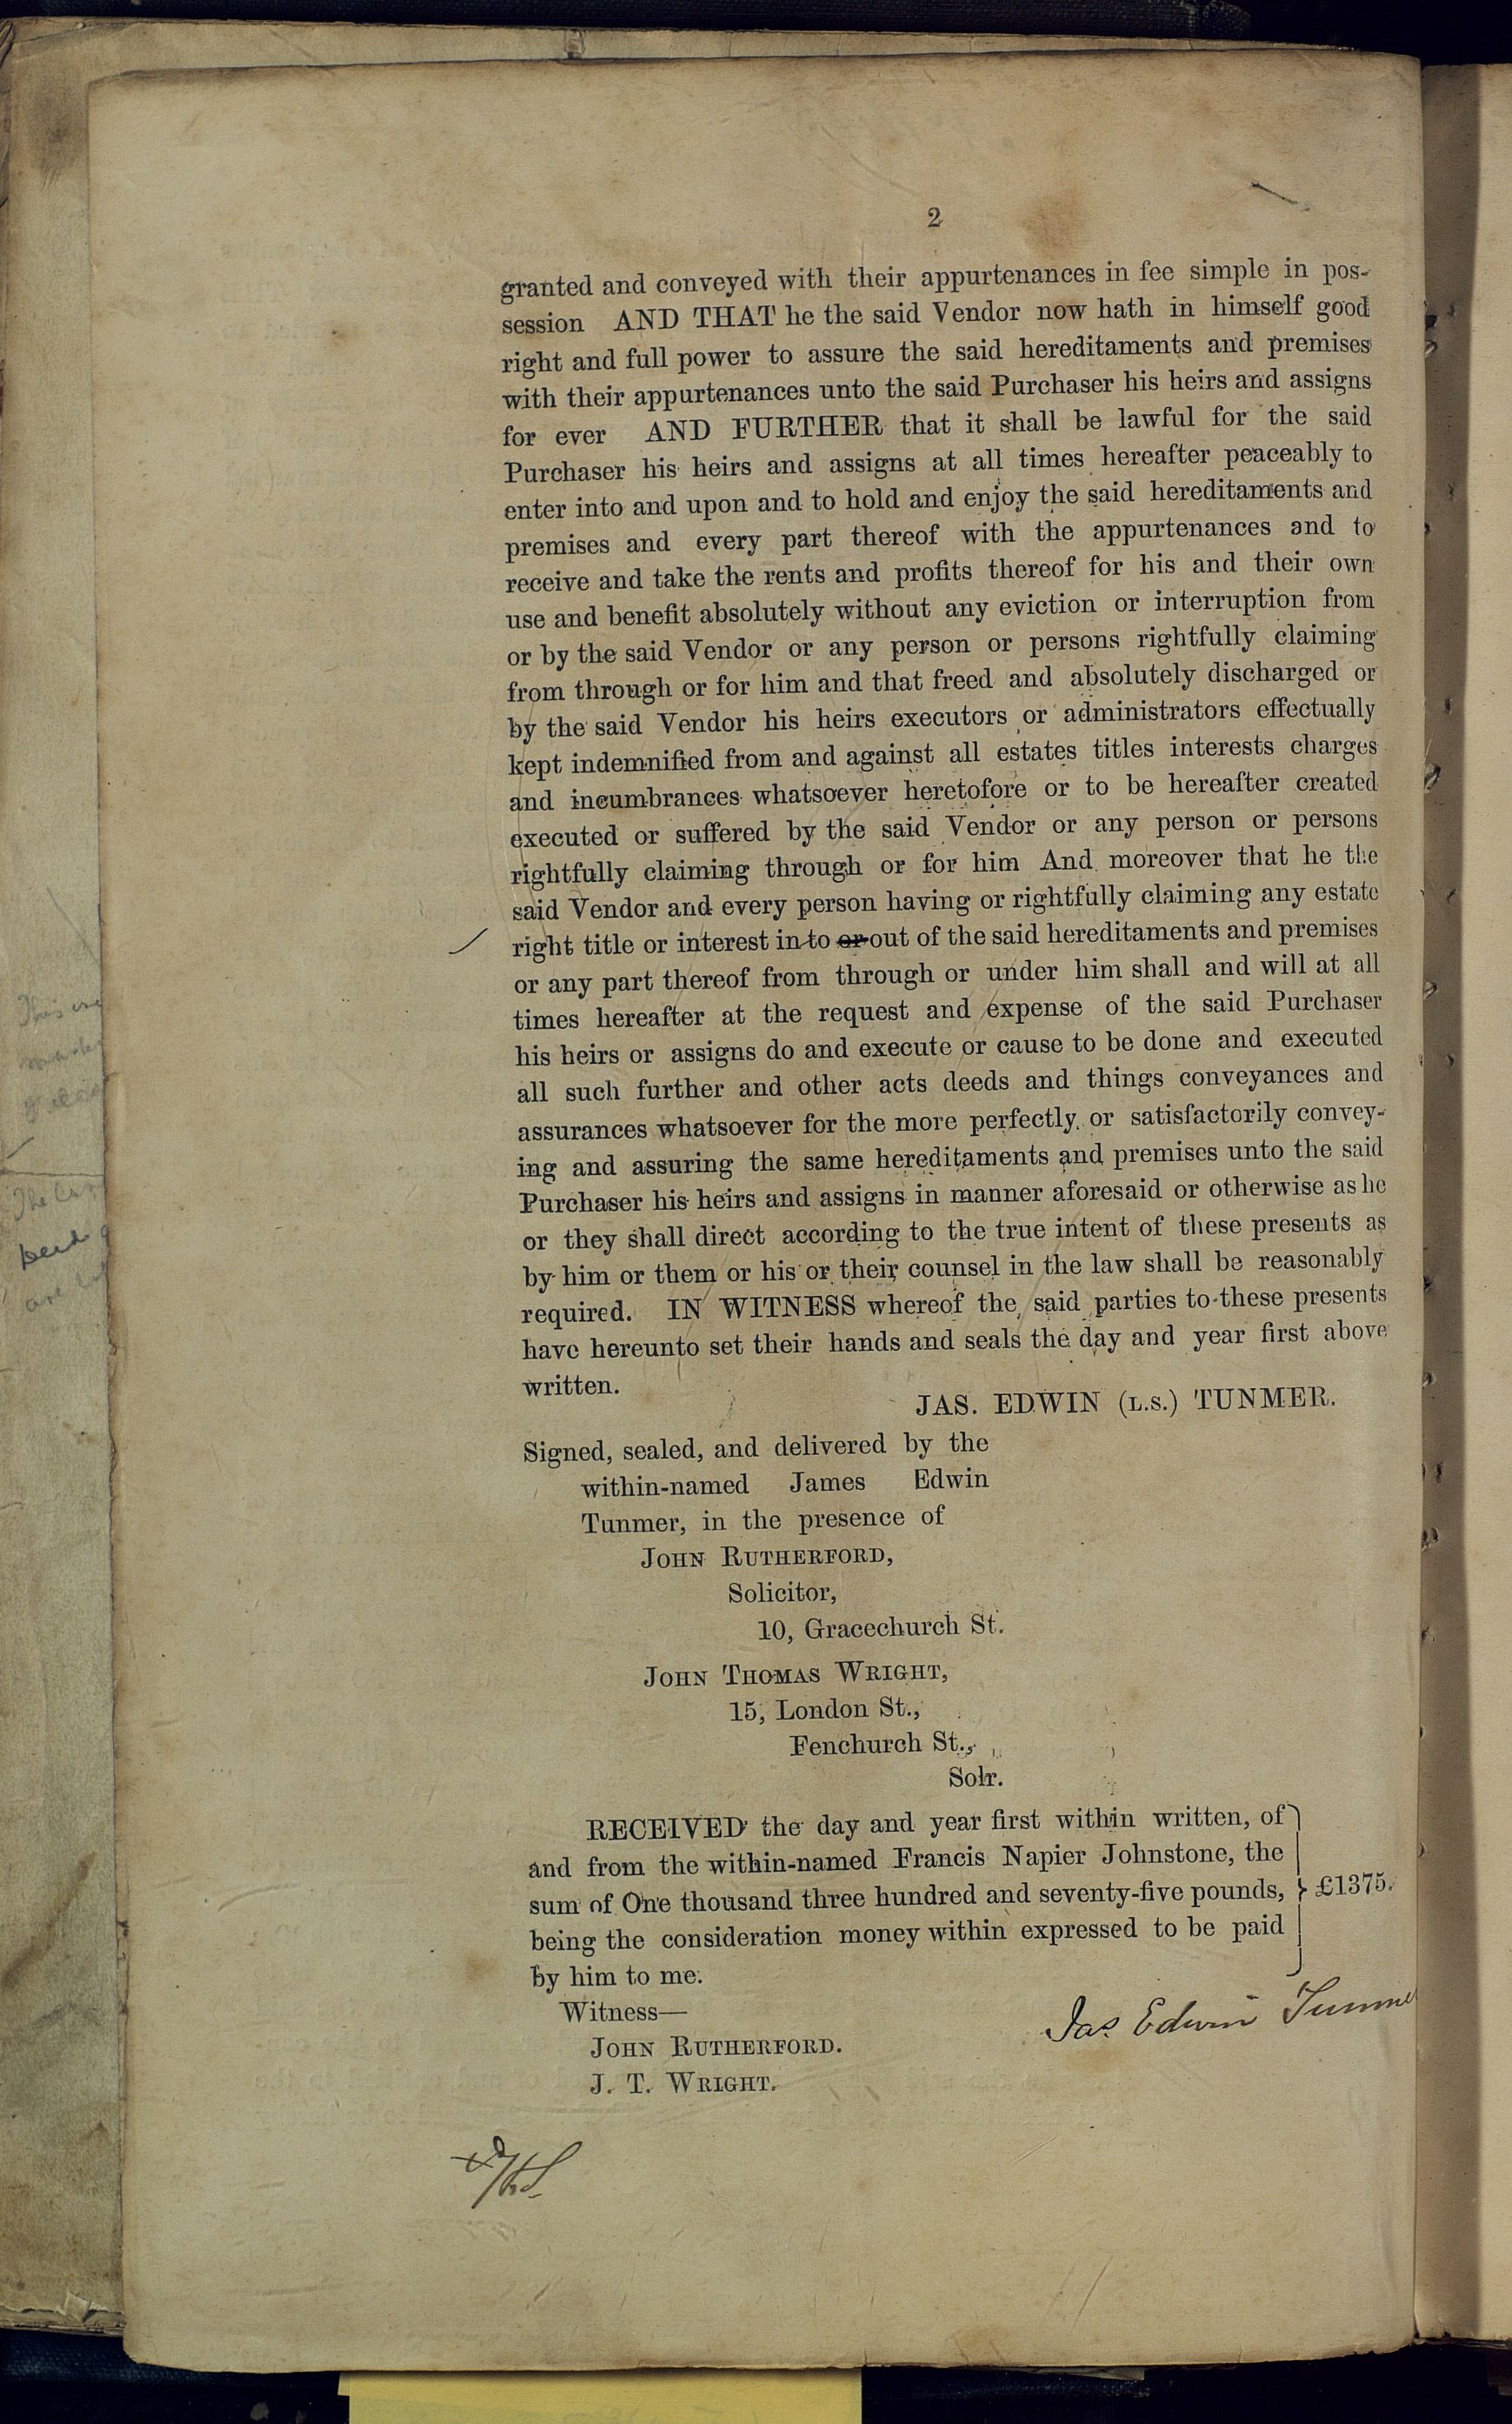 2
granted and conveyed with their appurtenances in fee simple in pos-
session AND THAT he the said Vendor now hath in himself good
right and full power to assure the said hereditaments and premises
with their appurtenances unto the said Purchaser his heirs and assigns
for ever AND FURTHER that it shall be lawful for the said
Purchaser his heirs and assigns at all times hereafter peaceably to
enter into and upon and to hold and enjoy the said hereditaments and
premises and every part thereof with the appurtenances and to
receive and take the rents and profits thereof for his and their own
use and benefit absolutely without any eviction or interruption from
or by the said Vendor or any person or persons rightfully claiming
from through or for him and that freed and absolutely discharged or
by the said Vendor his heirs executors or administrators effectually
kept indemnified from and against all estates titles interests charges
and incumbrances whatsoever heretofore or to be hereafter created
executed or suffered by the said Vendor or any person or persons
rightfully claiming through or for him And moreover that he the
said Vendor and every person having or rightfully claiming any estate
right title or interest in to or out of the said hereditaments and premises
or any part thereof from through or under him shall and will at all
times hereafter at the request and expense of the said Purchaser
his heirs or assigns do and execute or cause to be done and executed
all such further and other acts deeds and things conveyances and
assurances whatsoever for the more perfectly or satisfactorily convey-
ing and assuring the same hereditaments and premises unto the said
Purchaser his heirs and assigns in manner aforesaid or otherwise as he
or they shall direct according to the true intent of these presents as
by him or them or his or their counsel in the law shall be reasonably
required. IN WITNESS whereof the said parties to these presents
have hereunto set their hands and seals the day and year first above
written.
JAS. EDWIN (L.S.) TUNMER.
Signed, sealed, and delivered by the
within-named James Edwin
Tunmer, in the presence of
JOHN RUTHERFORD,
Solicitor,
10, Gracechurch St.
JOHN THOMAS WRIGHT,
15, London St.,
Fenchurch St.,
Solr.
RECEIVED the day and year first within written, of
and from the within-named Francis Napier Johnstone, the
sum of One thousand three hundred and seventy-five pounds, £1375.
being the consideration money within expressed to be paid
by him to me.
Witness—
JOHN RUTHERFORD.
J. T. WRIGHT.
Jas. Edwin Tunmer